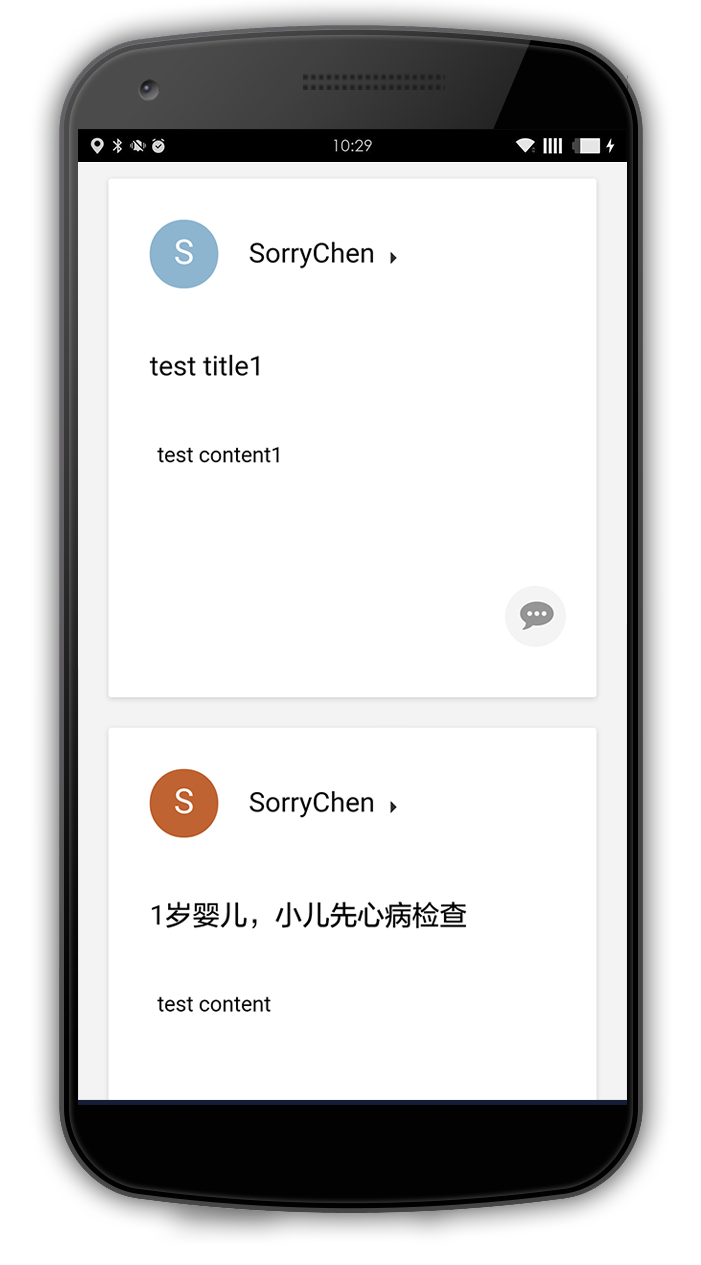 10:29
S
SorryChen
test title1
test content1
S
SorryChen
1岁婴儿，小儿先心病检查
test content